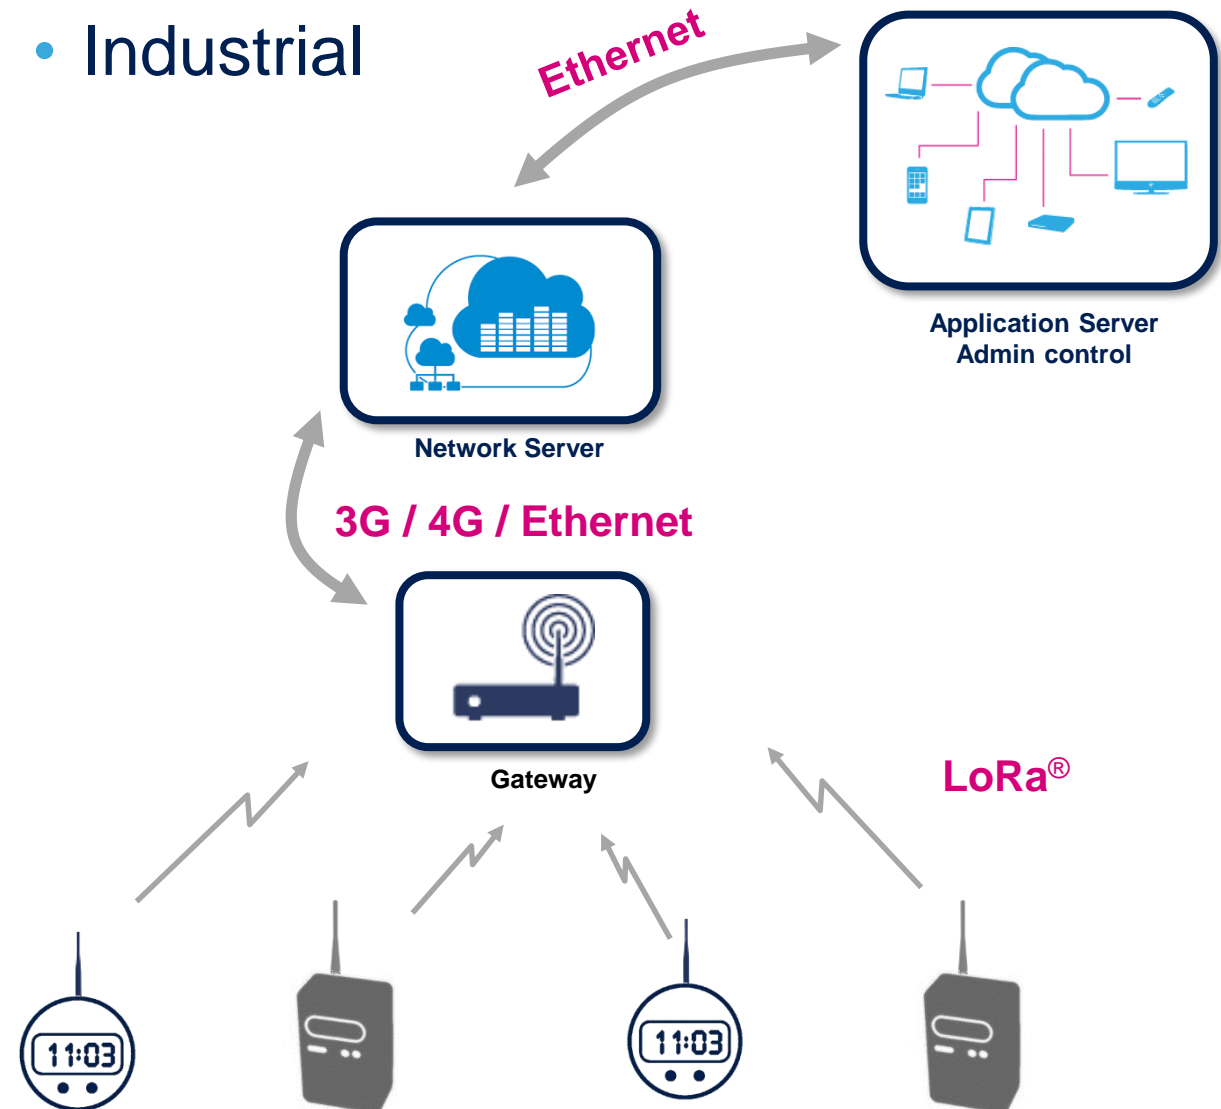 • Industrial
Ethernet
Application Server
Admin control
Network Server
3G / 4G / Ethernet
Gateway
LoRa®
11:03
11:03